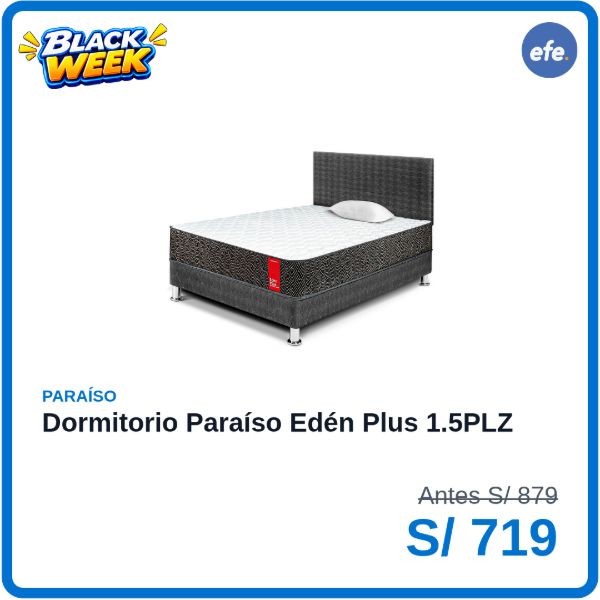 BLACK
WEEK
efe.
PARAÍSO
Dormitorio Paraíso Edén Plus 1.5PLZ
Antes S/ 879
S/ 719